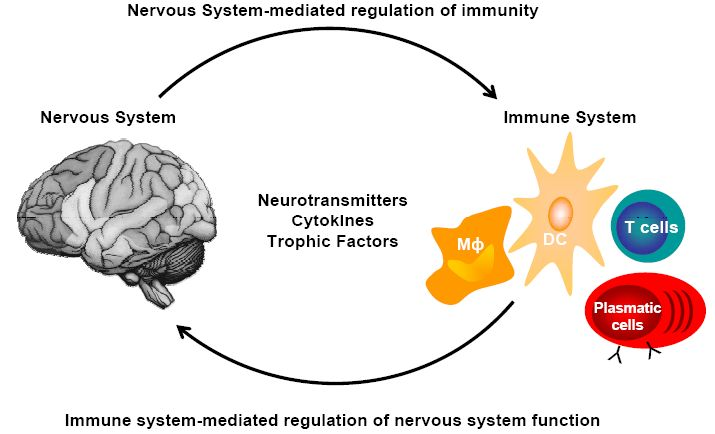 Nervous System-mediated regulation of immunity
Nervous System
Immune System
Neurotransmitters
CytokInes
Trophic Factors
Mϕ
DC
T cells
Plasmatic
cells
Immune system-mediated regulation of nervous system function